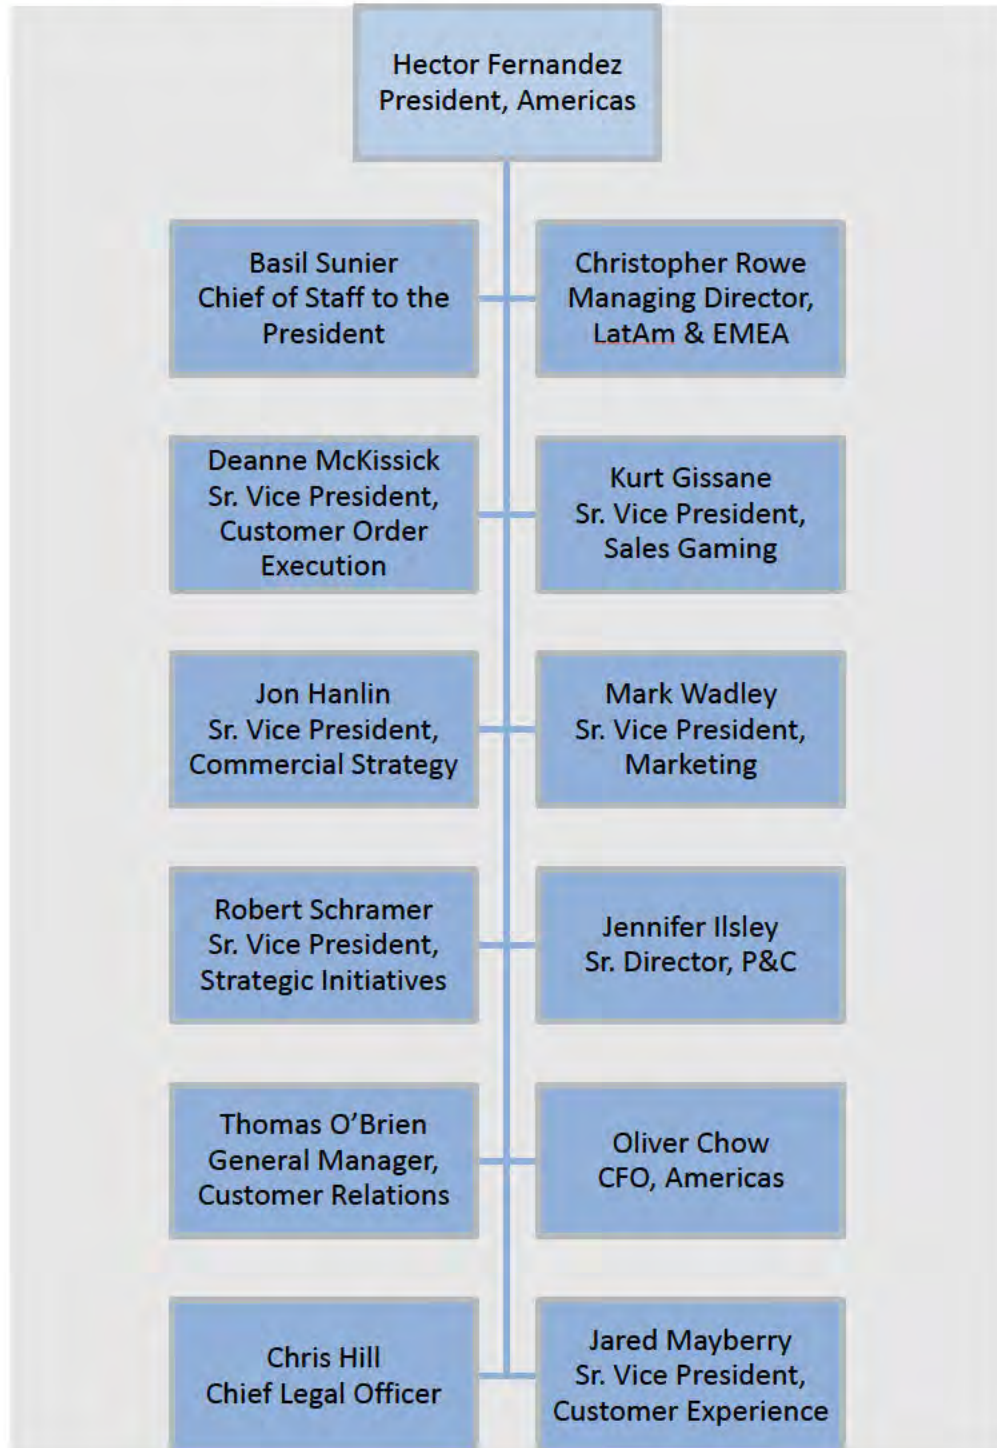 Hector Fernandez
President, Americas
Basil Sunier
Chief of Staff to the
President
Christopher Rowe
Managing Director,
LatAm & EMEA
Deanne McKissick
Sr. Vice President,
Customer Order
Execution
Kurt Gissane
Sr. Vice President,
Sales Gaming
Jon Hanlin
Sr. Vice President,
Commercial Strategy
Mark Wadley
Sr. Vice President,
Marketing
Robert Schramer
Sr. Vice President,
Strategic Initiatives
Jennifer Ilsley
Sr. Director, P&C
Thomas O’Brien
General Manager,
Customer Relations
Oliver Chow
CFO, Americas
Chris Hill
Chief Legal Officer
Jared Mayberry
Sr. Vice President,
Customer Experience